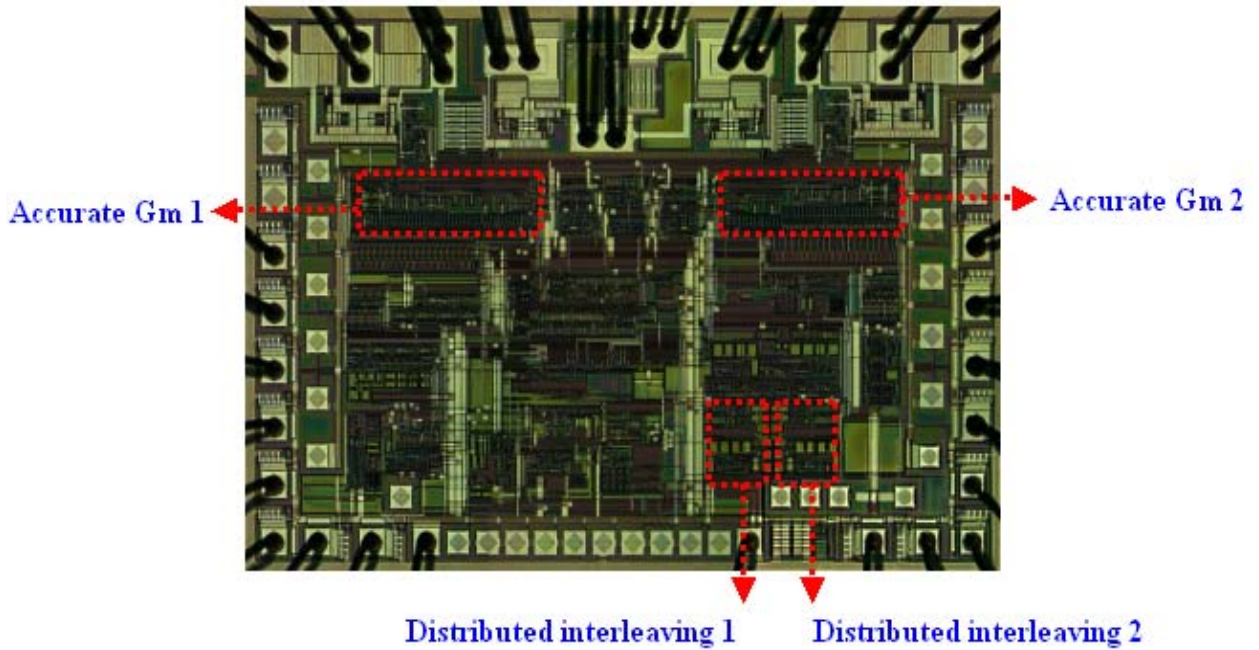 Accurate Gm 1
Accurate Gm 2
Distributed interleaving 1
Distributed interleaving 2